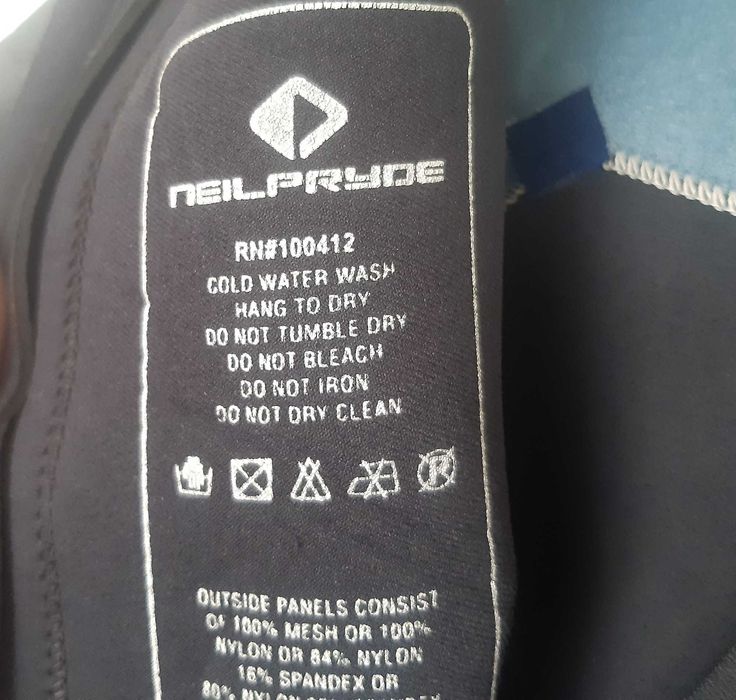 NEILPRYDE
RN#100412
COLD WATER WASH
HANG TO DRY
DO NOT TUMBLE DRY
DO NOT BLEACH
DO NOT IRON
DO NOT DRY CLEAN
OUTSIDE PANELS CONSIST
OF 100% MESH OR 100%
NYLON OR 84% NYLON
16% SPANDEX OR
80% NYLON